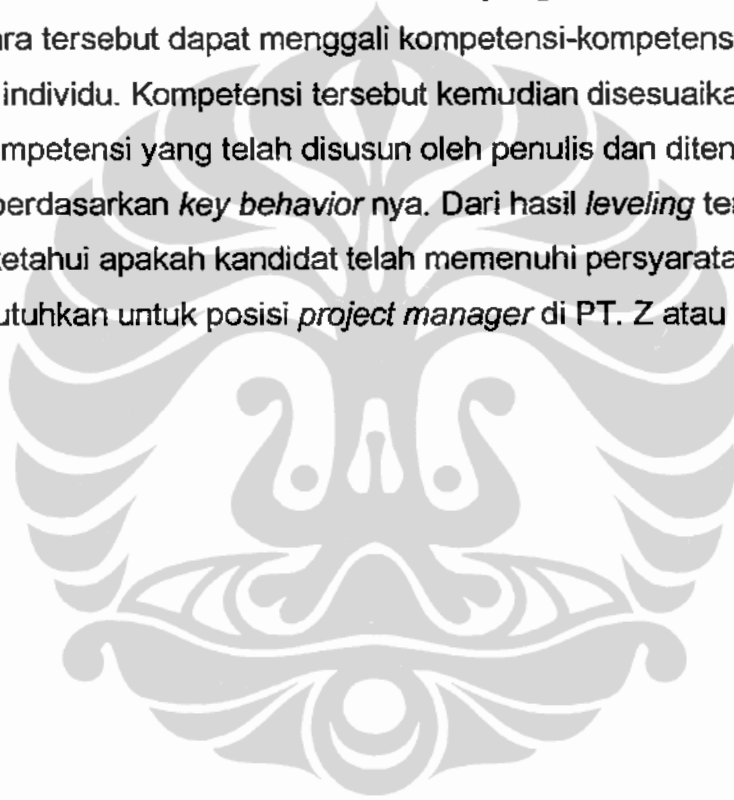 ara tersebut dapat menggali kompetensi-kompetens
individu. Kompetensi tersebut kemudian disesuaika
mpetensi yang telah disusun oleh penulis dan diten
berdasarkan key behavior nya. Dari hasil leveling te
ketahui apakah kandidat telah memenuhi persyarata
utuhkan untuk posisi project manager di PT. Z atau